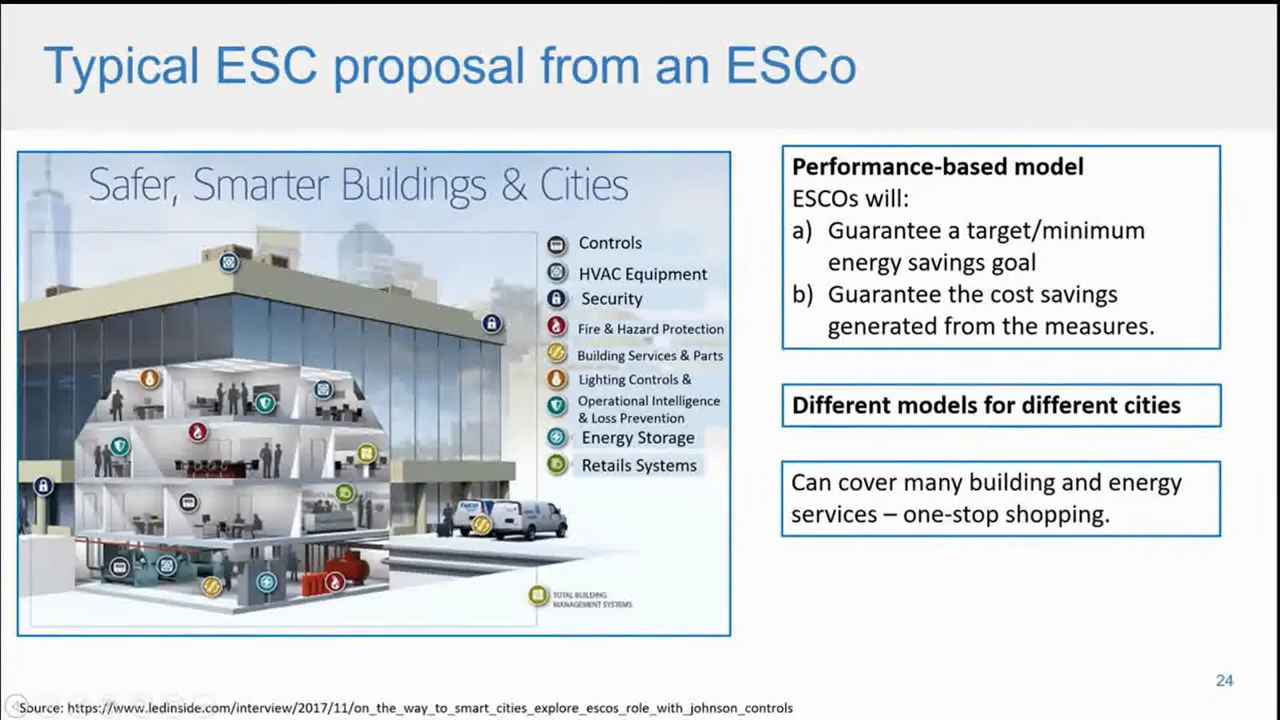 Typical ESC proposal from an ESCo
Safer, Smarter Buildings & Cities
Controls
HVAC Equipment
Security
Fire & Hazard Protection
Building Services & Parts
Lighting Controls &
Operational Intelligence
& Loss Prevention
Energy Storage
Retails Systems
TOTAL BUILDING
MANAGEMENT SYSTEMS
Performance-based model
ESCOs will:
a) Guarantee a target/minimum
energy savings goal
b) Guarantee the cost savings
generated from the measures.
Different models for different cities
Can cover many building and energy
services – one-stop shopping.
24
Source: https://www.ledinside.com/interview/2017/11/on_the_way_to_smart_cities_explore_escos_role_with_johnson_controls